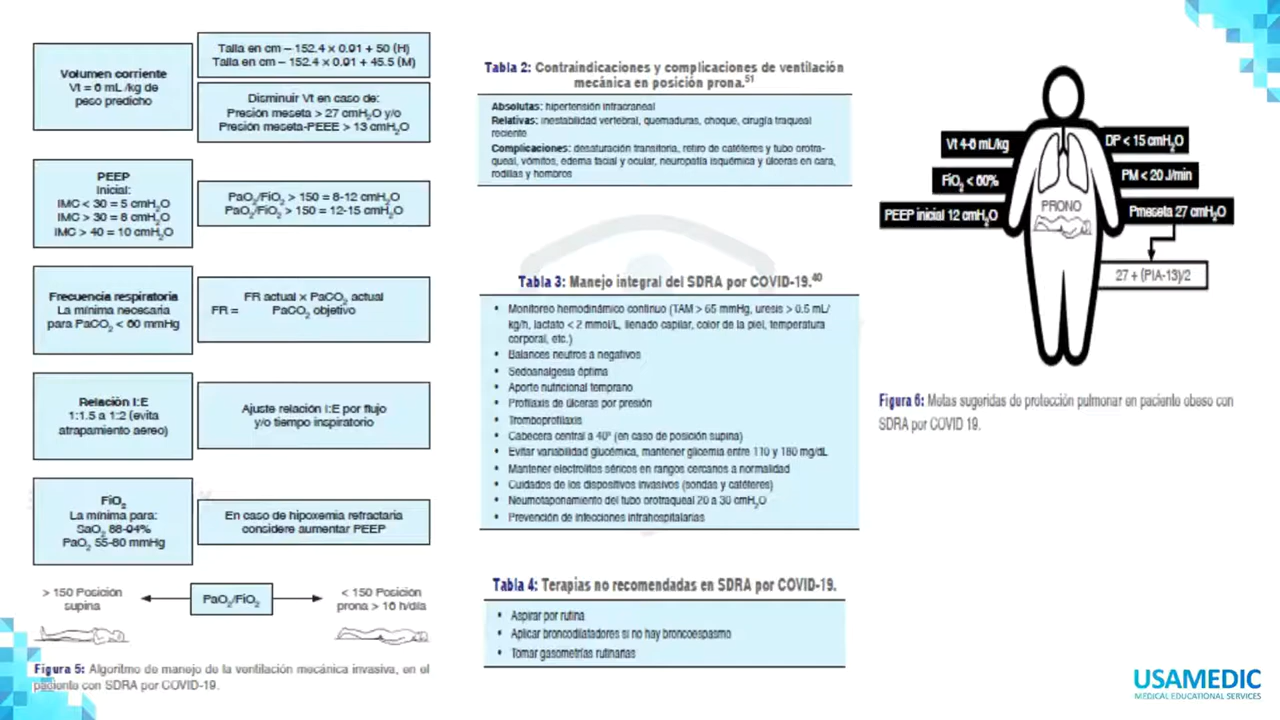 Volumen corriente
Vt = 6 mL /kg de
peso predicho
Talla en cm – 152.4 × 0.91 + 50 (H)
Talla en cm – 152.4 × 0.91 + 45.5 (M)
Disminuir Vt en caso de:
Presión meseta > 27 cmH2O y/o
Presión meseta-PEEE > 13 cmH2O
PEEP
Inicial:
IMC < 30 = 5 cmH2O
IMC > 30 = 8 cmH2O
IMC > 40 = 10 cmH2O
PaO2/FiO2 > 150 = 8-12 cmH2O
PaO2/FiO2 > 150 = 12-15 cmH2O
Frecuencia respiratoria
La mínima necesaria
para PaCO2 < 60 mmHg
FR actual × PaCO2 actual
FR = PaCO2 objetivo
Relación I:E
1:1.5 a 1:2 (evita
atrapamiento aereo)
Ajuste relación I:E por flujo
y/o tiempo inspiratorio
FiO2
La mínima para:
SaO2 88-94%
PaO2 55-80 mmHg
En caso de hipoxemia refractaria
considere aumentar PEEP
> 150 Posición
supina
PaO2/FiO2
< 150 Posición
prona > 16 h/día
Figura 5: Algoritmo de manejo de la ventilación mecánica invasiva, en el
paciente con SDRA por COVID-19.
Tabla 2: Contraindicaciones y complicaciones de ventilación
mecánica en posición prona.51
Absolutas: hipertensión intracraneal
Relativas: inestabilidad vertebral, quemaduras, choque, cirugía traqueal
reciente
Complicaciones: desaturación transitoria, retiro de catéteres y tubo orotra-
queal, vómitos, edema facial y ocular, neuropatía isquémica y úlceras en cara,
rodillas y hombros
Tabla 3: Manejo integral del SDRA por COVID-19.40
• Monitoreo hemodinámico continuo (TAM > 65 mmHg, uresis > 0.5 mL/
kg/h, lactato < 2 mmol/L, llenado capilar, color de la piel, temperatura
corporal, etc.)
• Balances neutros a negativos
• Sedoanalgesia óptima
• Aporte nutricional temprano
• Profilaxis de úlceras por presión
• Tromboprofilaxis
• Cabecera central a 40º (en caso de posición supina)
• Evitar variabilidad glucémica, mantener glicemia entre 110 y 180 mg/dL
• Mantener electrolitos séricos en rangos cercanos a normalidad
• Cuidados de los dispositivos invasivos (sondas y catéteres)
• Neumotaponamiento del tubo orotraqueal 20 a 30 cmH2O
• Prevención de infecciones intrahospitalarias
Tabla 4: Terapias no recomendadas en SDRA por COVID-19.
• Aspirar por rutina
• Aplicar broncodilatadores si no hay broncoespasmo
• Tomar gasometrías rutinarias
Vt 4-6 mL/kg
FiO2 < 60%
PEEP inicial 12 cmH2O
DP < 15 cmH2O
PM < 20 J/min
Pmeseta 27 cmH2O
PRONO
27 + (PIA-13)/2
Figura 6: Metas sugeridas de protección pulmonar en paciente obeso con
SDRA por COVID 19.
USAMEDIC
MEDICAL EDUCATIONAL SERVICES